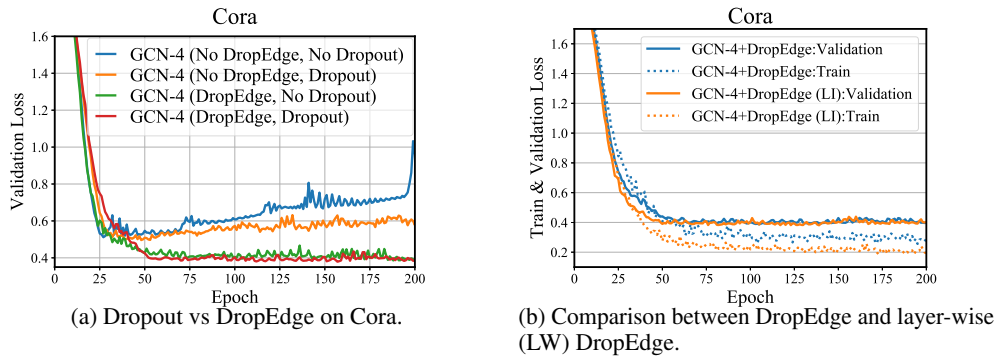 Cora
1.6
1.4
1.2
1.0
0.8
0.6
0.4
Validation Loss
GCN-4 (No DropEdge, No Dropout)
GCN-4 (No DropEdge, Dropout)
GCN-4 (DropEdge, No Dropout)
GCN-4 (DropEdge, Dropout)
0 25 50 75 100 125 150 175 200
Epoch
(a) Dropout vs DropEdge on Cora.
Cora
1.6
1.4
1.2
1.0
0.8
0.6
0.4
0.2
Train & Validation Loss
GCN-4+DropEdge:Validation
GCN-4+DropEdge:Train
GCN-4+DropEdge (LI):Validation
GCN-4+DropEdge (LI):Train
0 25 50 75 100 125 150 175 200
Epoch
(b) Comparison between DropEdge and layer-wise
(LW) DropEdge.